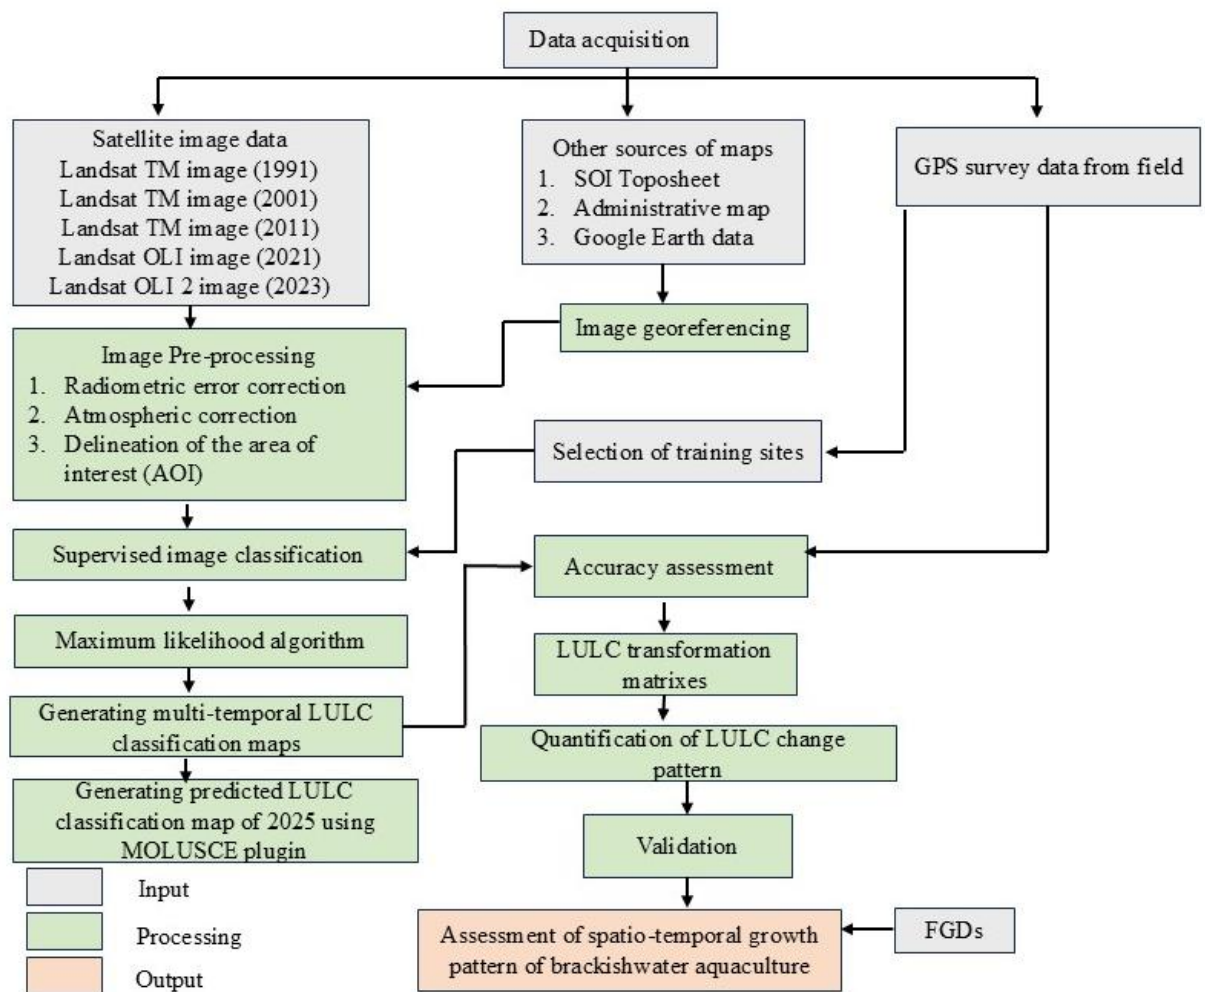 Data acquisition
Satellite image data
Landsat TM image (1991)
Landsat TM image (2001)
Landsat TM image (2011)
Landsat OLI image (2021)
Landsat OLI 2 image (2023)
Other sources of maps
1. SOI Toposheet
2. Administrative map
3. Google Earth data
GPS survey data from field
Image georeferencing
Image Pre-processing
1. Radiometric error correction
2. Atmospheric correction
3. Delineation of the area of
interest (AOI)
Selection of training sites
Supervised image classification
Accuracy assessment
Maximum likelihood algorithm
LULC transformation
matrixes
Generating multi-temporal LULC
classification maps
Quantification of LULC change
pattern
Generating predicted LULC
classification map of 2025 using
MOLUSCE plugin
Validation
Input
Processing
Output
Assessment of spatio-temporal growth
pattern of brackishwater aquaculture
FGDs